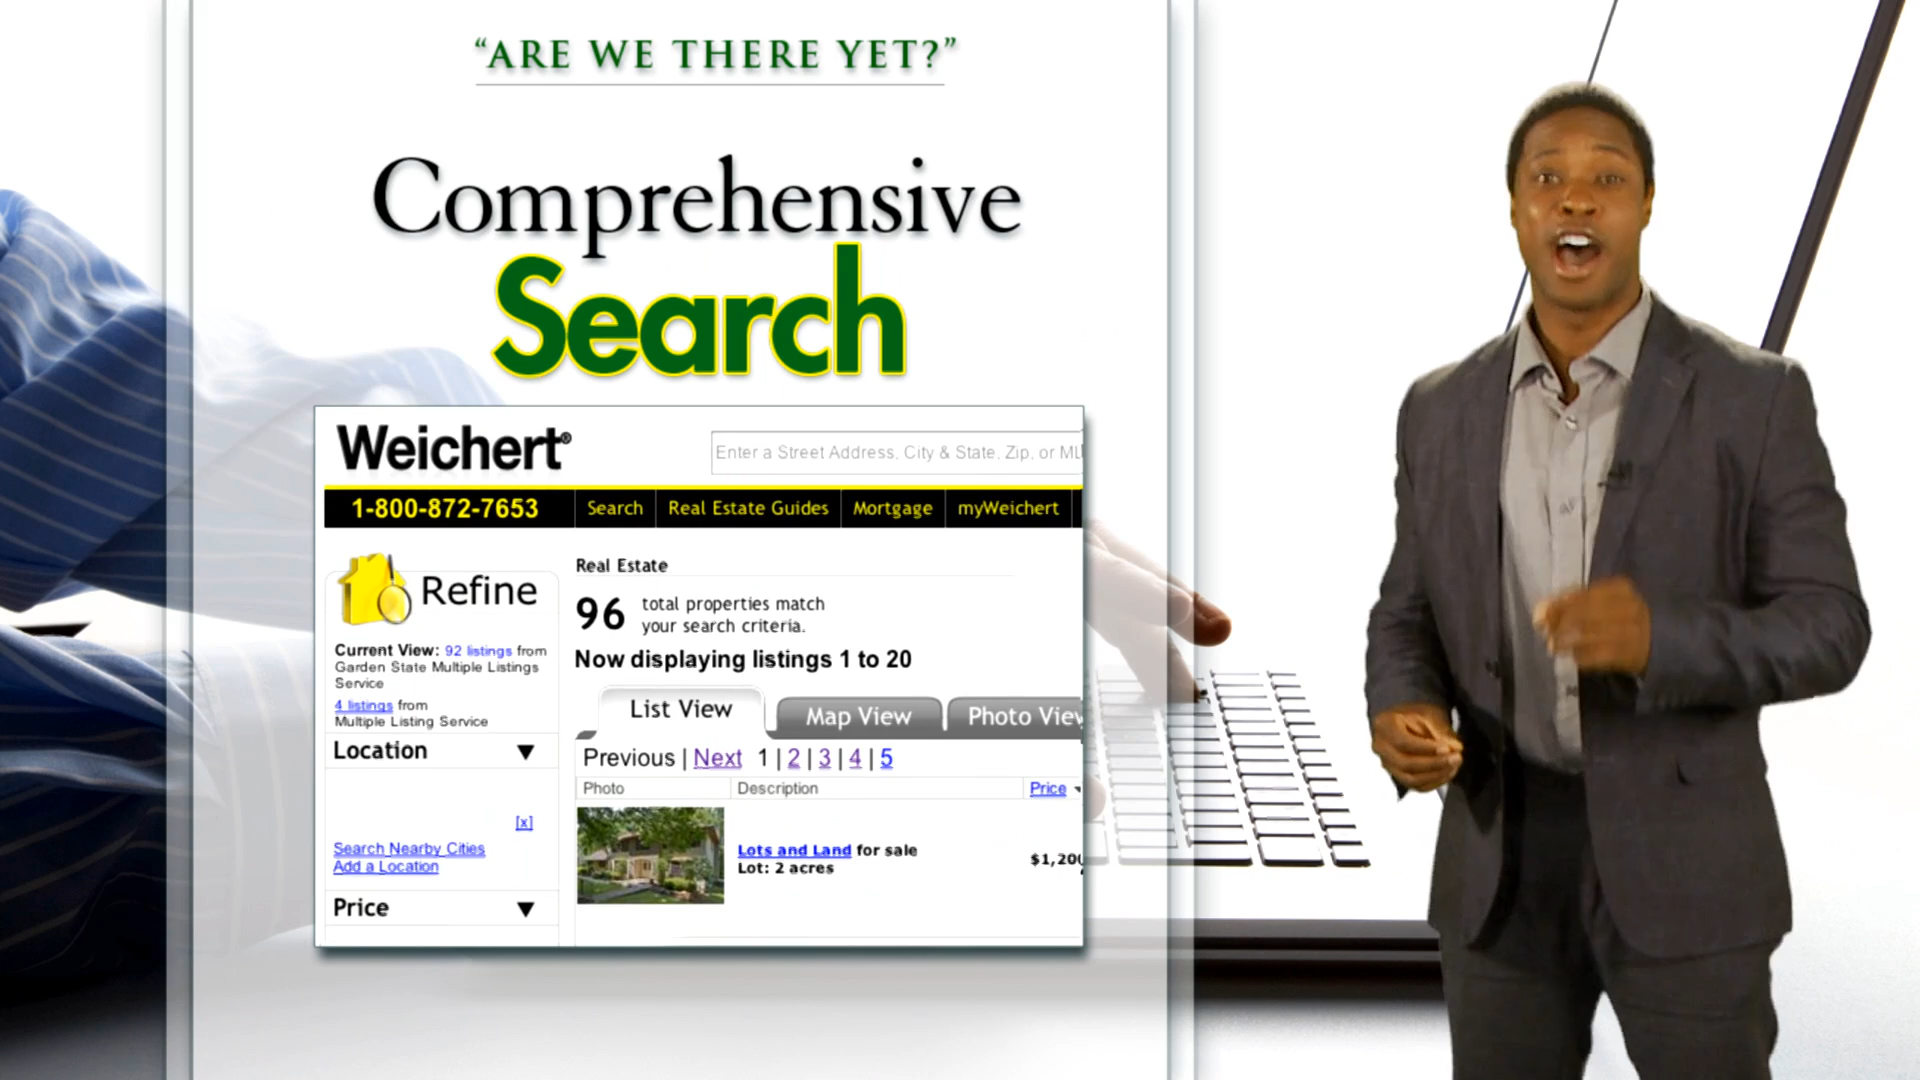 “ARE WE THERE YET?”
Comprehensive
Search
Weichert®
Enter a Street Address, City & State, Zip, or
1-800-872-7653 Search Real Estate Guides Mortgage myWeichert
Refine
Current View: 92 listings from
Garden State Multiple Listings
Service
4 listings from
Multiple Listing Service
Location ▼
[x]
Search Nearby Cities
Add a Location
Price ▼
Real Estate
96 total properties match
your search criteria.
Now displaying listings 1 to 20
List View Map View Photo View
Previous | Next 1 | 2 | 3 | 4 | 5
Photo Description Price
Lots and Land for sale
Lot: 2 acres
$1,20